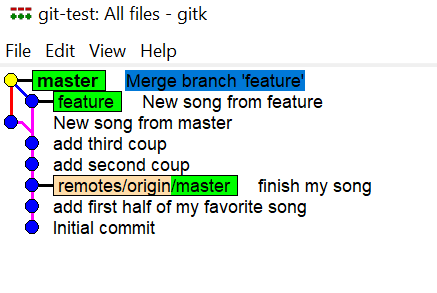 git-test: All files - gitk
File Edit View Help
master Merge branch 'feature'
feature New song from feature
New song from master
add third coup
add second coup
remotes/origin/master finish my song
add first half of my favorite song
Initial commit